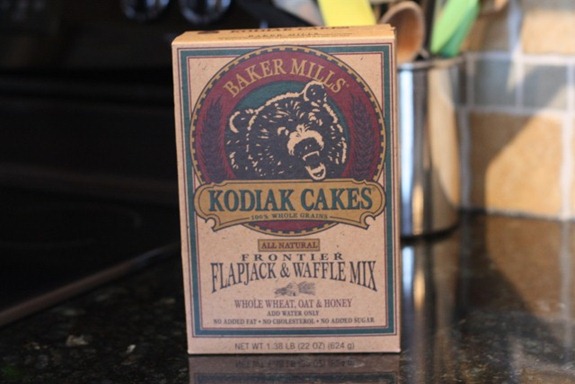 BAKER MILLS
KODIAK CAKES
100% WHOLE GRAINS
ALL NATURAL
FRONTIER
FLAPJACK & WAFFLE MIX
WHOLE WHEAT, OAT & HONEY
ADD WATER ONLY
NO ADDED FAT • NO CHOLESTEROL • NO ADDED SUGAR
NET WT 1.38 LB (22 OZ) (624 g)